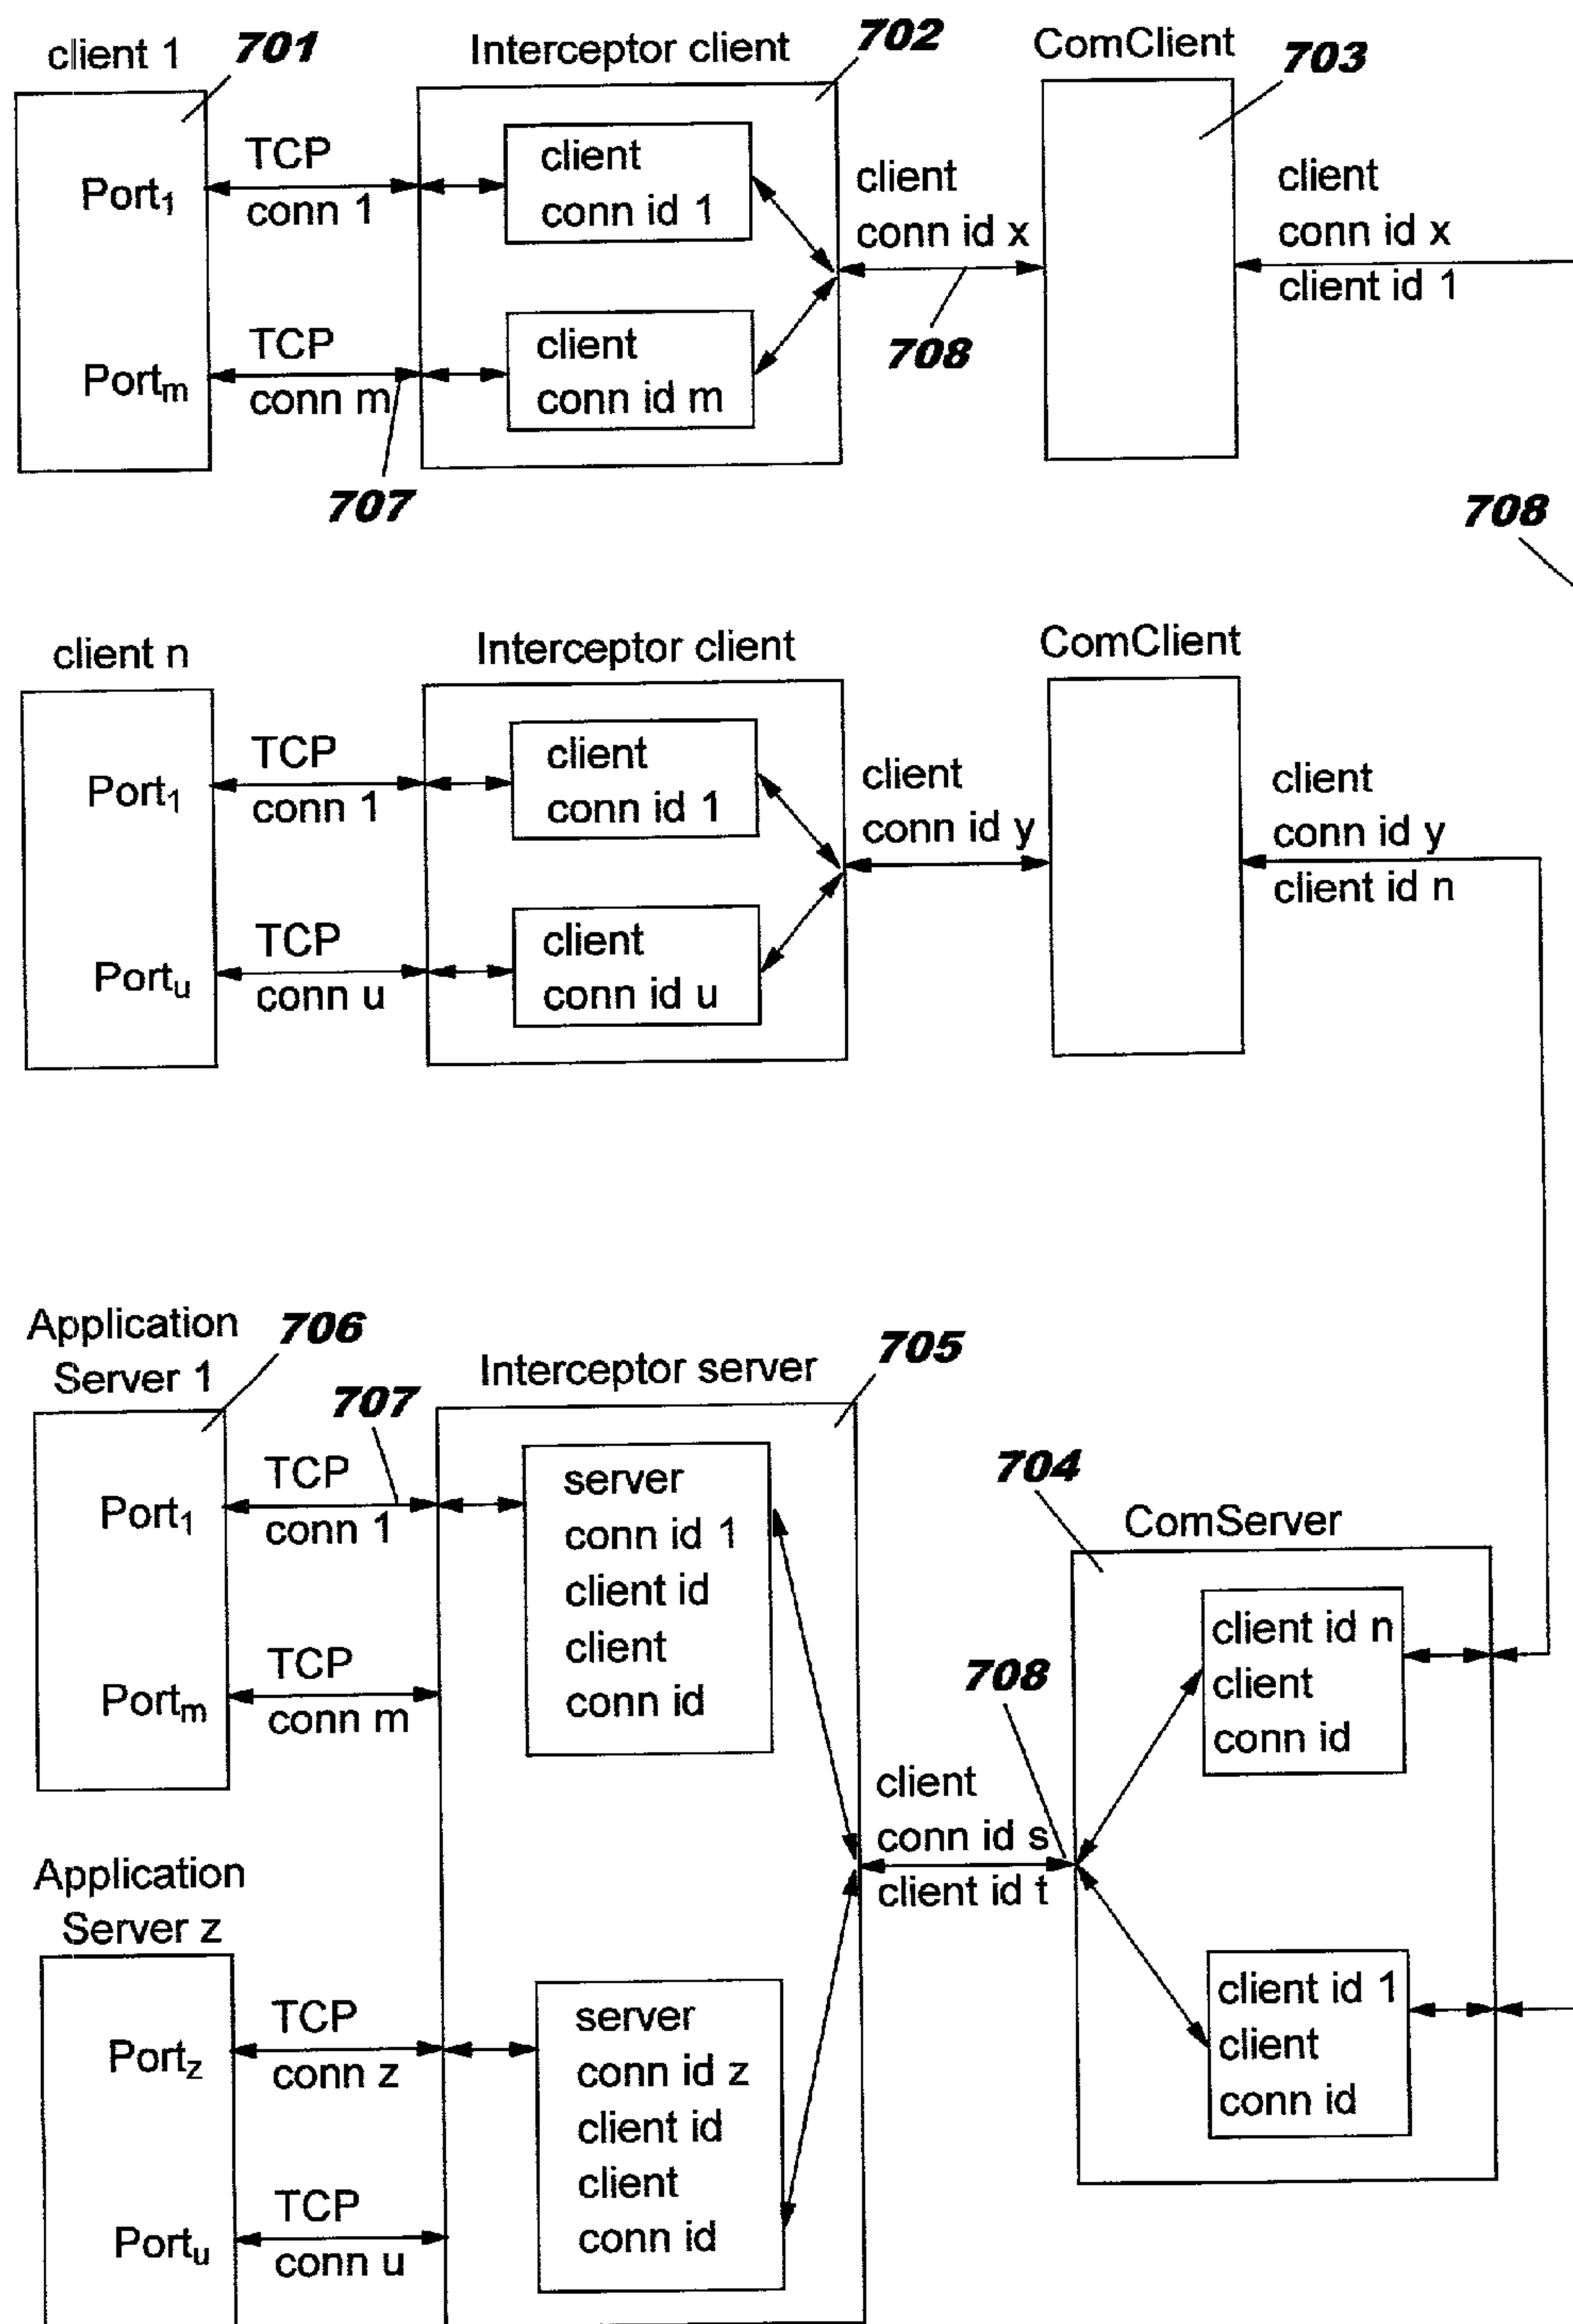 client 1
701
Interceptor client
702
ComClient
703
Port1
TCP
conn 1
client
conn id 1
client
conn id x
708
client
conn id x
client id 1
Portm
TCP
conn m
707
client
conn id m
708
client n
Interceptor client
ComClient
Port1
TCP
conn 1
client
conn id 1
client
conn id y
client
conn id y
client id n
Portu
TCP
conn u
client
conn id u
Application
Server 1
706
Interceptor server
705
707
Port1
TCP
conn 1
server
conn id 1
client id
client
conn id
Portm
TCP
conn m
704
ComServer
client id n
client
conn id
708
client
conn id s
client id t
client id 1
client
conn id
Application
Server z
Portz
TCP
conn z
server
conn id z
client id
client
conn id
Portu
TCP
conn u